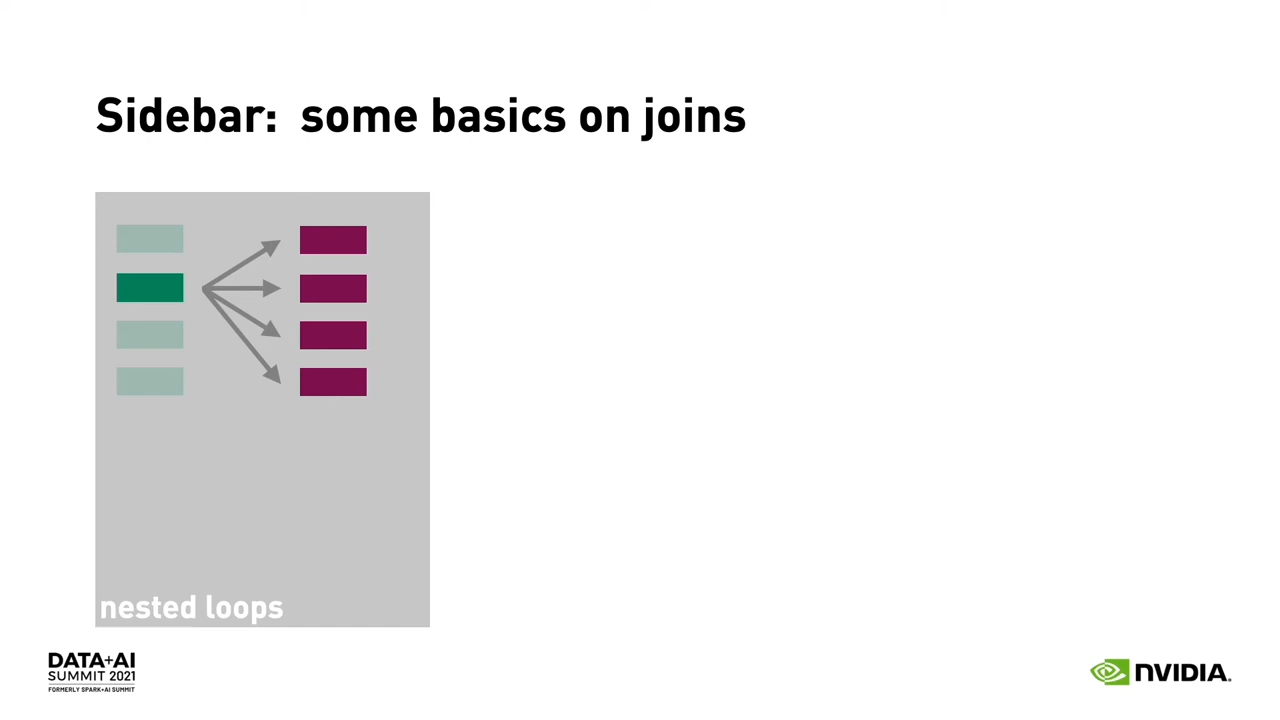 Sidebar: some basics on joins
nested loops
DATA+AI
SUMMIT 2021
FORMERLY SPARK+AI SUMMIT
NVIDIA.